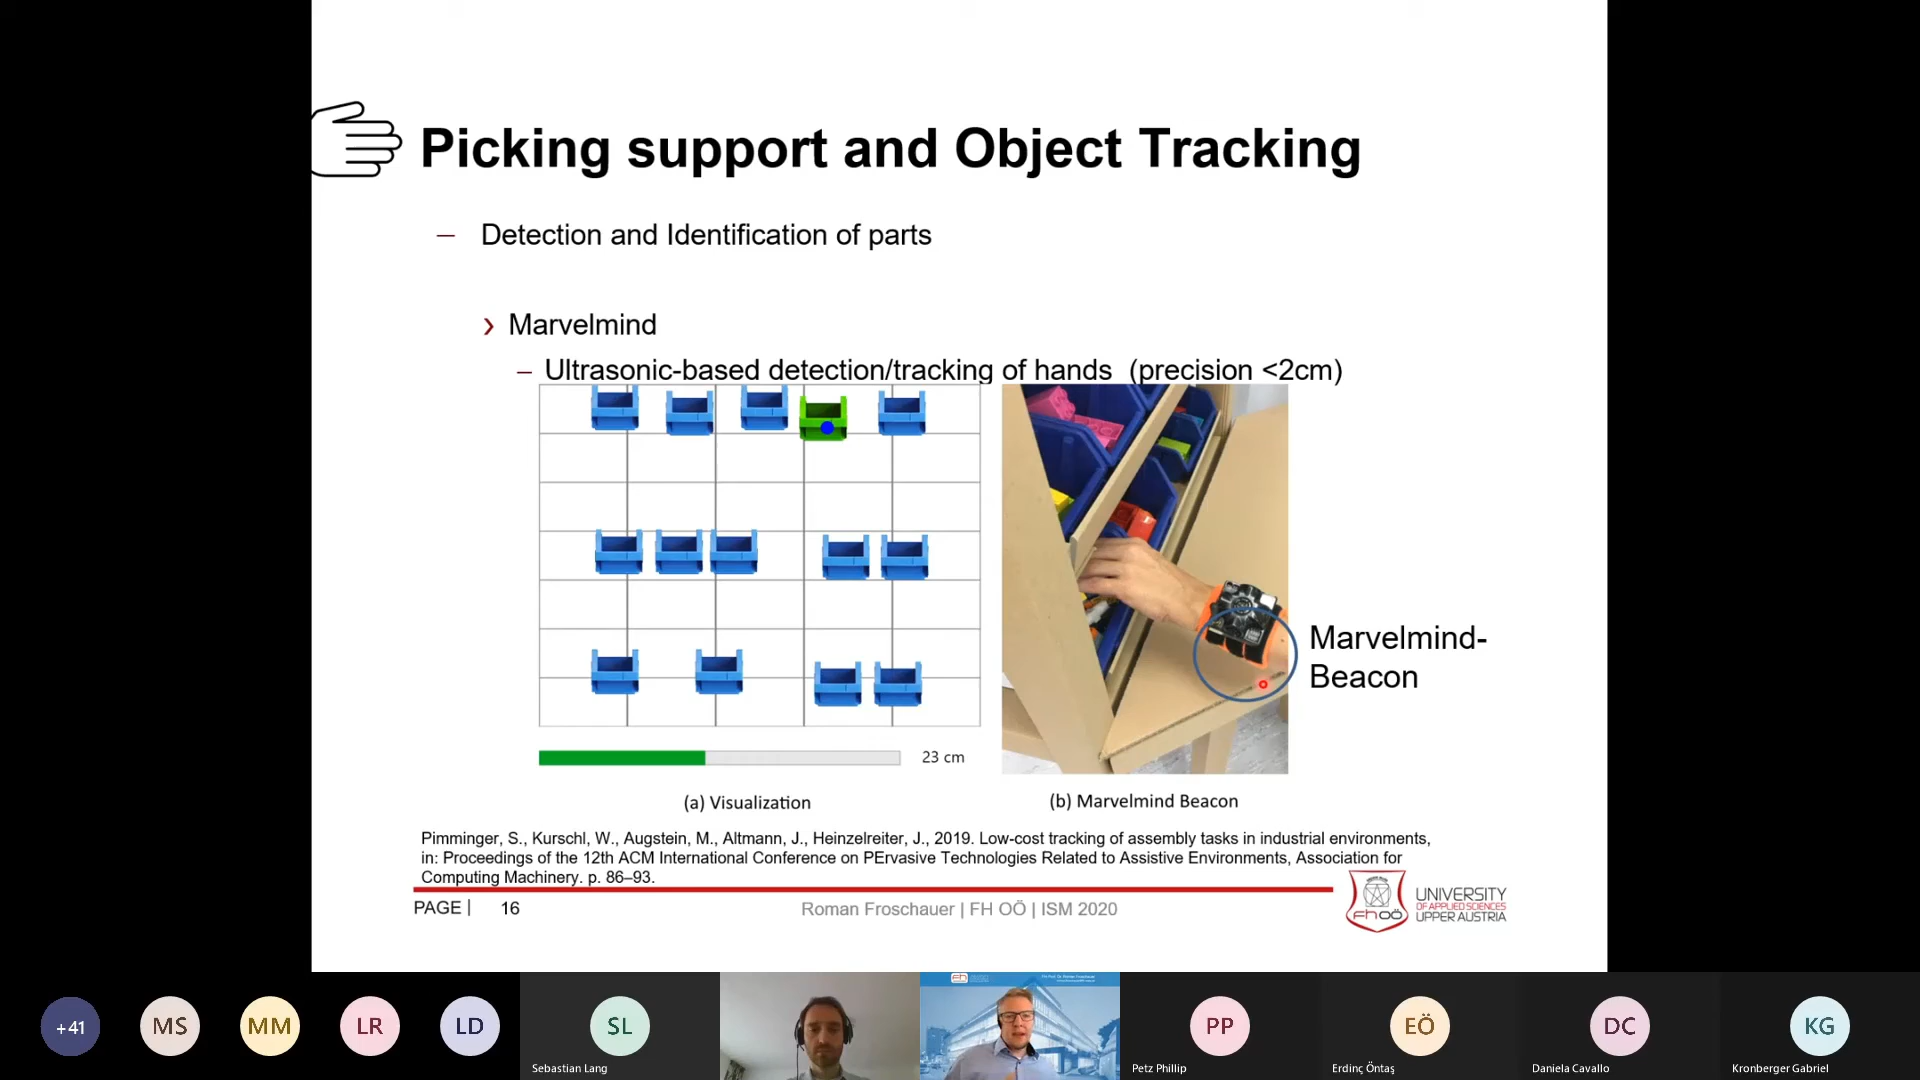 Picking support and Object Tracking
– Detection and Identification of parts
› Marvelmind
– Ultrasonic-based detection/tracking of hands (precision <2cm)
Marvelmind-
Beacon
23 cm
(a) Visualization
(b) Marvelmind Beacon
Pimminger, S., Kurschl, W., Augstein, M., Altmann, J., Heinzelreiter, J., 2019. Low-cost tracking of assembly tasks in industrial environments,
in: Proceedings of the 12th ACM International Conference on PErvasive Technologies Related to Assistive Environments, Association for
Computing Machinery. p. 86–93.
PAGE | 16
Roman Froschauer | FH OÖ | ISM 2020
fh oö
UNIVERSITY
OF APPLIED SCIENCES
UPPER AUSTRIA
+41
MS
MM
LR
LD
SL
PP
EÖ
DC
KG
Sebastian Lang
Petz Phillip
Erdinç Öntaş
Daniela Cavallo
Kronberger Gabriel